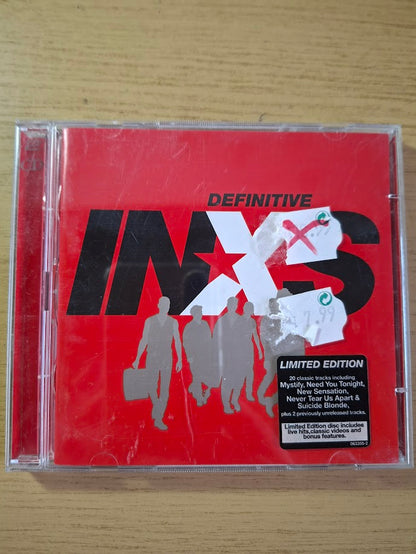 DEFINITIVE
INXS
7.99
LIMITED EDITION
20 classic tracks including
Mystify, Need You Tonight,
New Sensation,
Never Tear Us Apart &
Suicide Blonde,
plus 2 previously unreleased tracks.
Limited Edition disc includes
live hits,classic videos and
bonus features.
063355-2